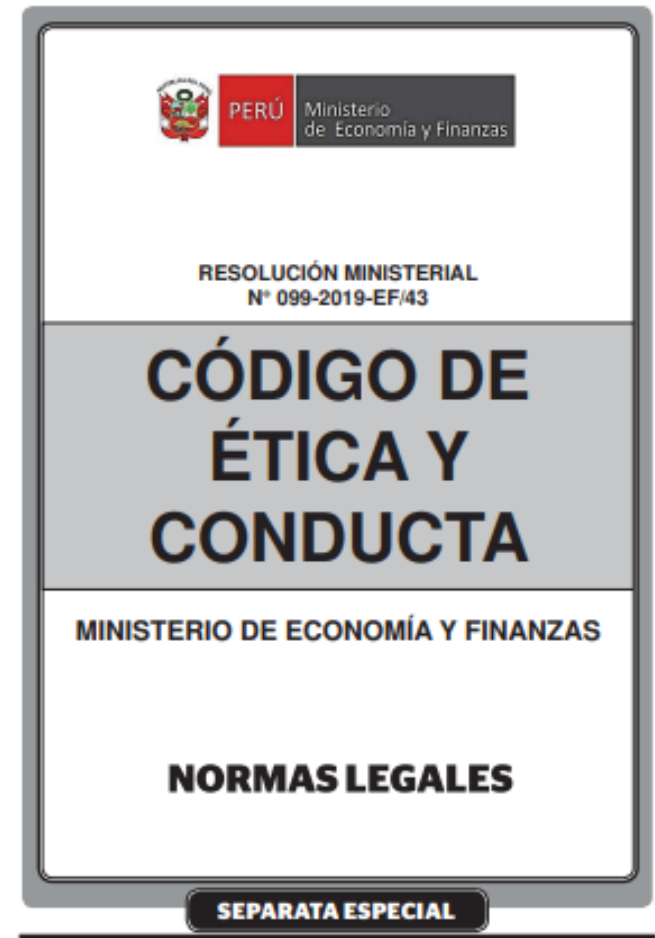 PERÚ
Ministerio
de Economía y Finanzas
RESOLUCIÓN MINISTERIAL
N° 099-2019-EF/43
CÓDIGO DE
ÉTICA Y
CONDUCTA
MINISTERIO DE ECONOMÍA Y FINANZAS
NORMAS LEGALES
SEPARATA ESPECIAL